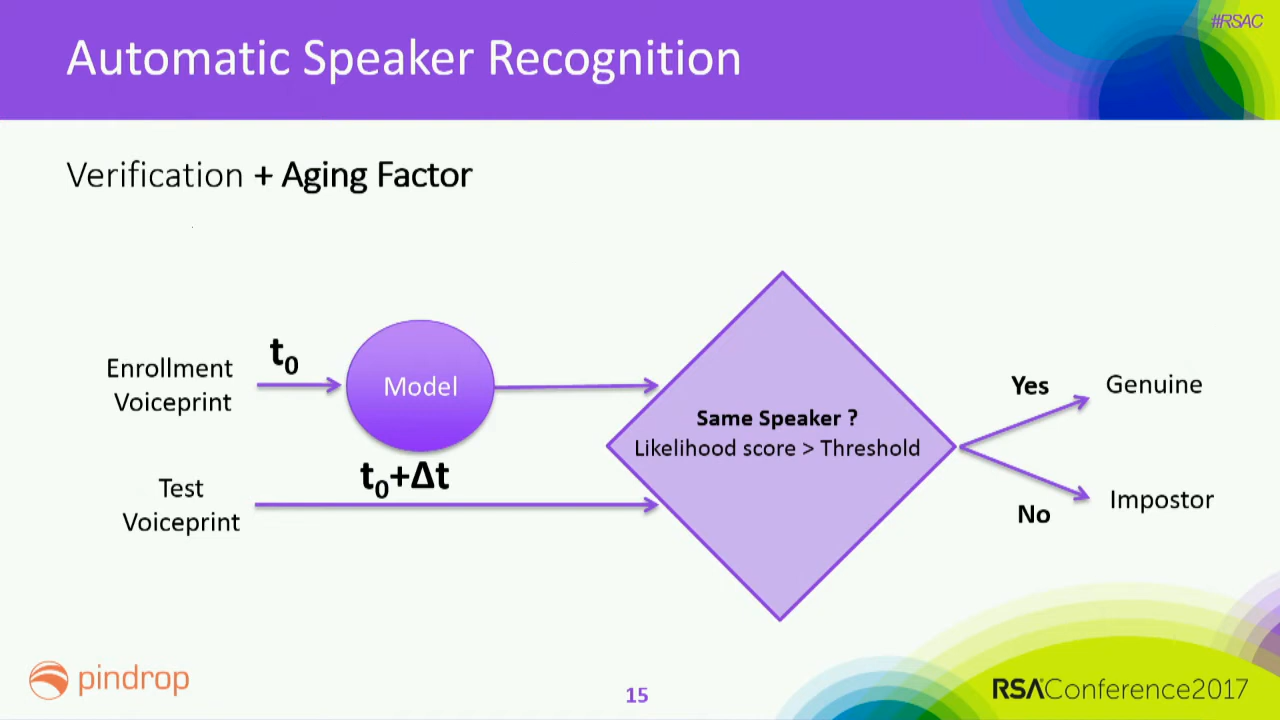 #RSAC
Automatic Speaker Recognition
Verification + Aging Factor
Enrollment
Voiceprint
t₀
Model
Test
Voiceprint
t₀+Δt
Same Speaker ?
Likelihood score > Threshold
Yes
Genuine
No
Impostor
pindrop
15
RSAConference2017